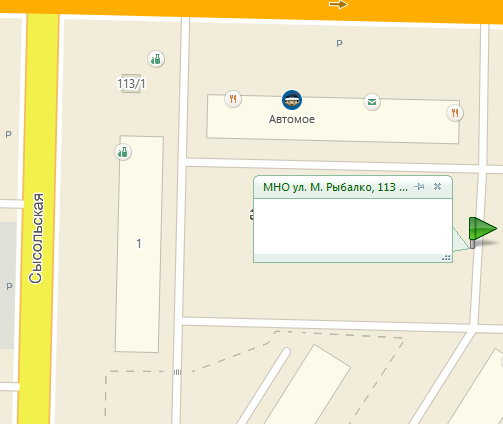 P
113/1
Автомое
P
МНО ул. М. Рыбалко, 113 ...
Сысольская
1
P